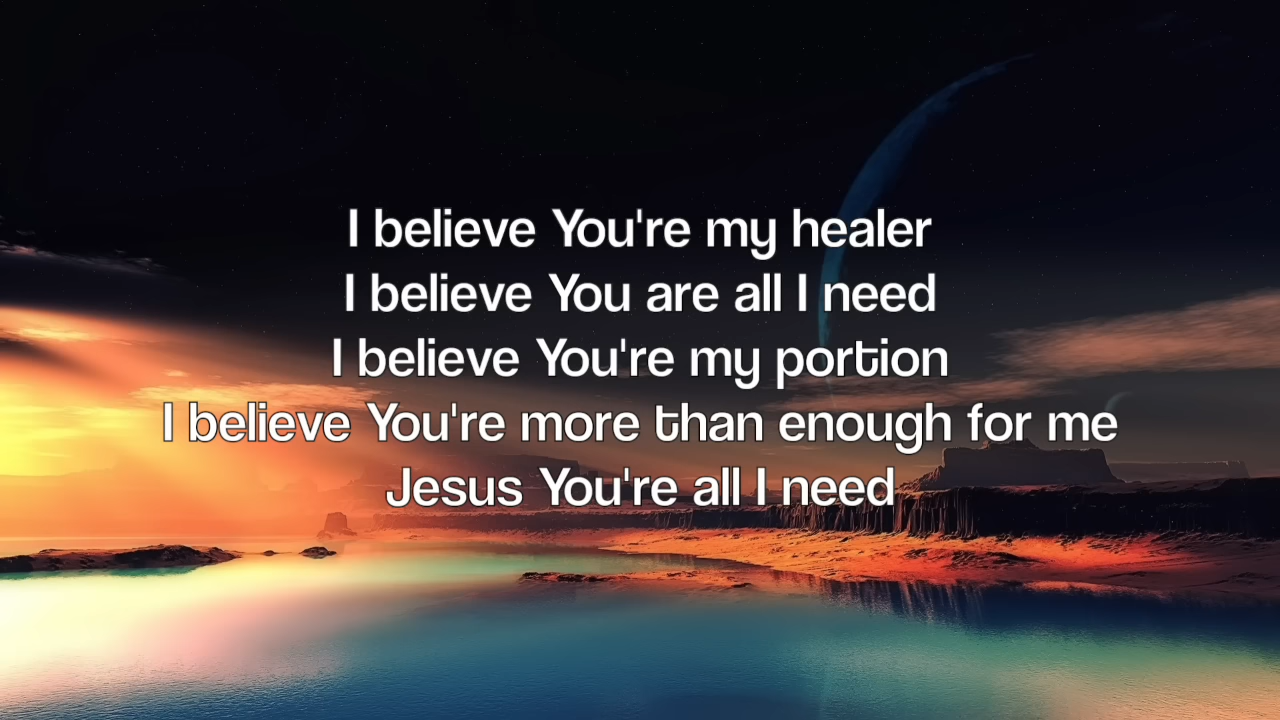 I believe You're my healer
I believe You are all I need
I believe You're my portion
I believe You're more than enough for me
Jesus You're all I need